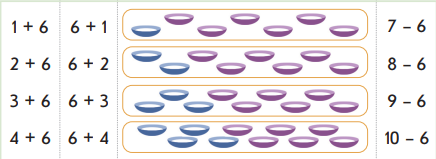 1 + 6 6 + 1 7 – 6
2 + 6 6 + 2 8 – 6
3 + 6 6 + 3 9 – 6
4 + 6 6 + 4 10 – 6